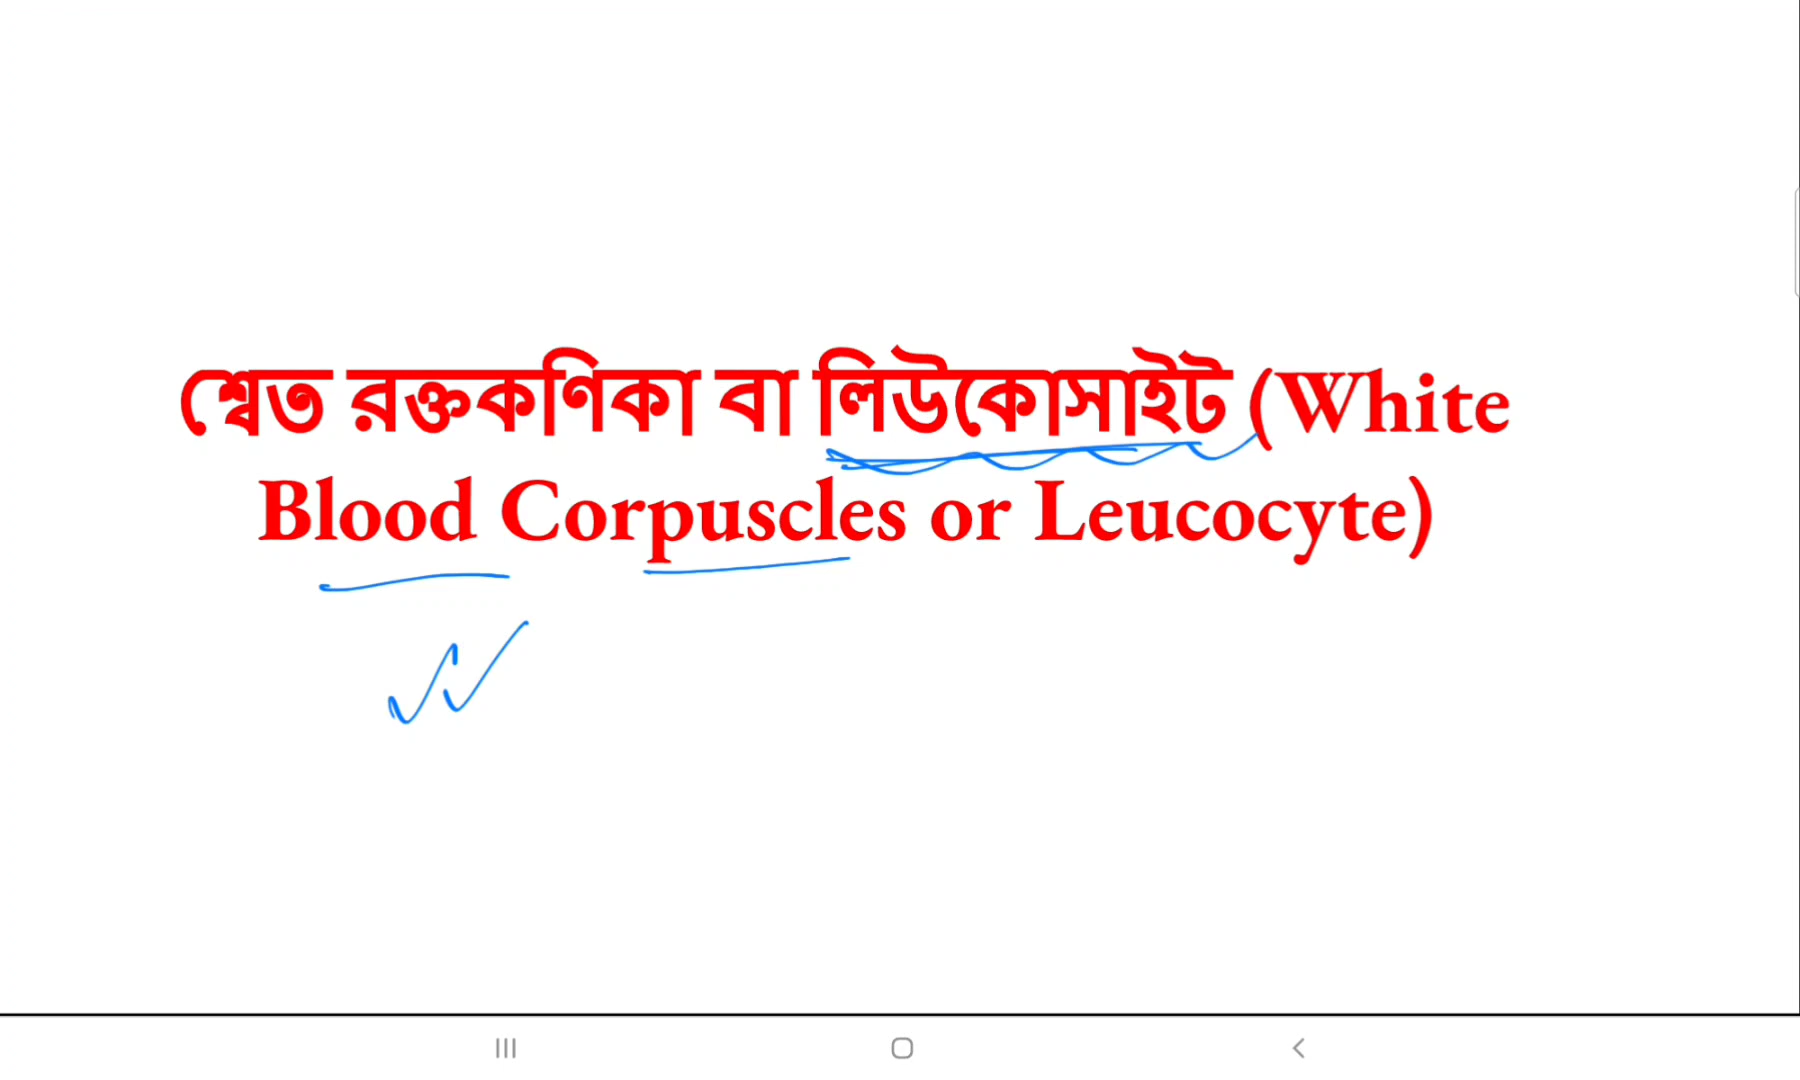 শ্বেত রক্তকণিকা বা লিউকোসাইট (White
Blood Corpuscles or Leucocyte)